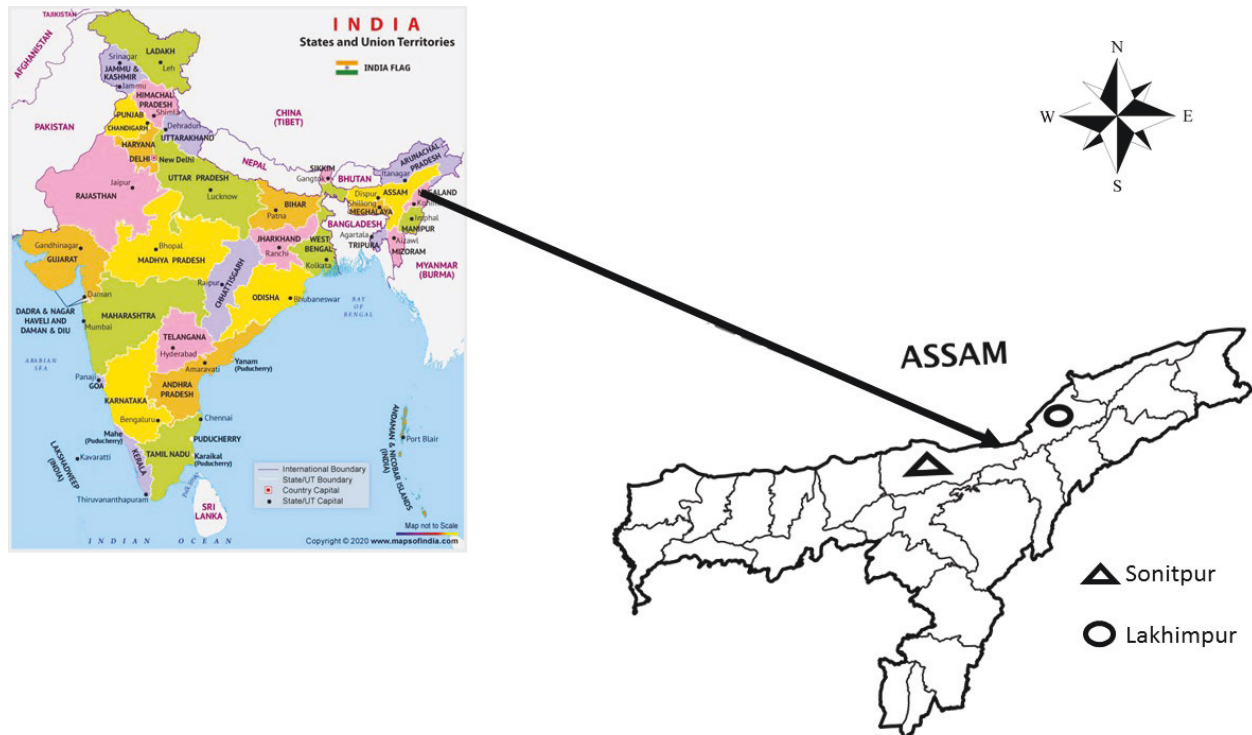 INDIA
States and Union Territories
INDIA FLAG
TAJIKISTAN
AFGHANISTAN
PAKISTAN
CHINA
(TIBET)
NEPAL
BHUTAN
BANGLADESH
MYANMAR
(BURMA)
SRI
LANKA
LADAKH
Leh
Srinagar
JAMMU &
KASHMIR
Jammu
HIMACHAL
PRADESH
Shimla
PUNJAB
CHANDIGARH
Dehradun
UTTARAKHAND
HARYANA
DELHI
New Delhi
RAJASTHAN
Jaipur
UTTAR PRADESH
Lucknow
BIHAR
Patna
SIKKIM
Gangtok
ARUNACHAL
PRADESH
Itanagar
ASSAM
Dispur
Shillong
MEGHALAYA
NAGALAND
Imphal
MANIPUR
Aizawl
MIZORAM
Agartala
TRIPURA
WEST
BENGAL
Kolkata
JHARKHAND
Ranchi
Gandhinagar
GUJARAT
Bhopal
MADHYA PRADESH
CHHATTISGARH
Raipur
ODISHA
Bhubaneswar
Daman
DADRA & NAGAR
HAVELI AND
DAMAN & DIU
MAHARASHTRA
Mumbai
TELANGANA
Hyderabad
Amaravati
ANDHRA
PRADESH
Yanam
(Puducherry)
Panaji
GOA
KARNATAKA
Bengaluru
Chennai
Mahe
(Puducherry)
PUDUCHERRY
Karaikal
(Puducherry)
TAMIL NADU
KERALA
Thiruvananthapuram
LAKSHADWEEP
(INDIA)
Kavaratti
ANDAMAN &
NICOBAR ISLANDS
(INDIA)
Port Blair
ARABIAN
SEA
BAY
OF
BENGAL
INDIAN OCEAN
International Boundary
State/UT Boundary
Country Capital
State/UT Capital
Map not to Scale
Copyright © 2020 www.mapsofindia.com
N
W
E
S
ASSAM
Sonitpur
Lakhimpur